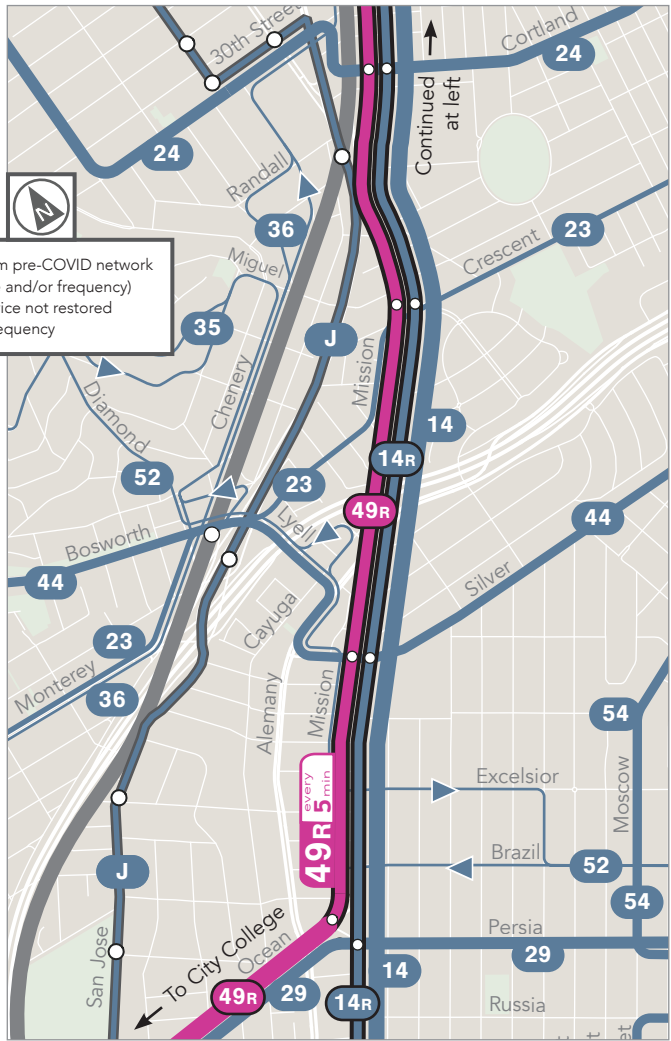 30th Street
Cortland
24
Continued
at left
24
Randall
N
36
23
Crescent
m pre-COVID network
and/or frequency)
vice not restored
equency
Miguel
35
J
Mission
Chenery
Diamond
14
14R
52
23
49R
44
Lyell
Bosworth
Silver
44
Cayuga
23
Monterey
36
Alemany
Mission
54
Excelsior
Moscow
49R every 5 min
Brazil
52
J
54
San Jose
To City College
Ocean
Persia
29
14
49R
29
14R
Russia